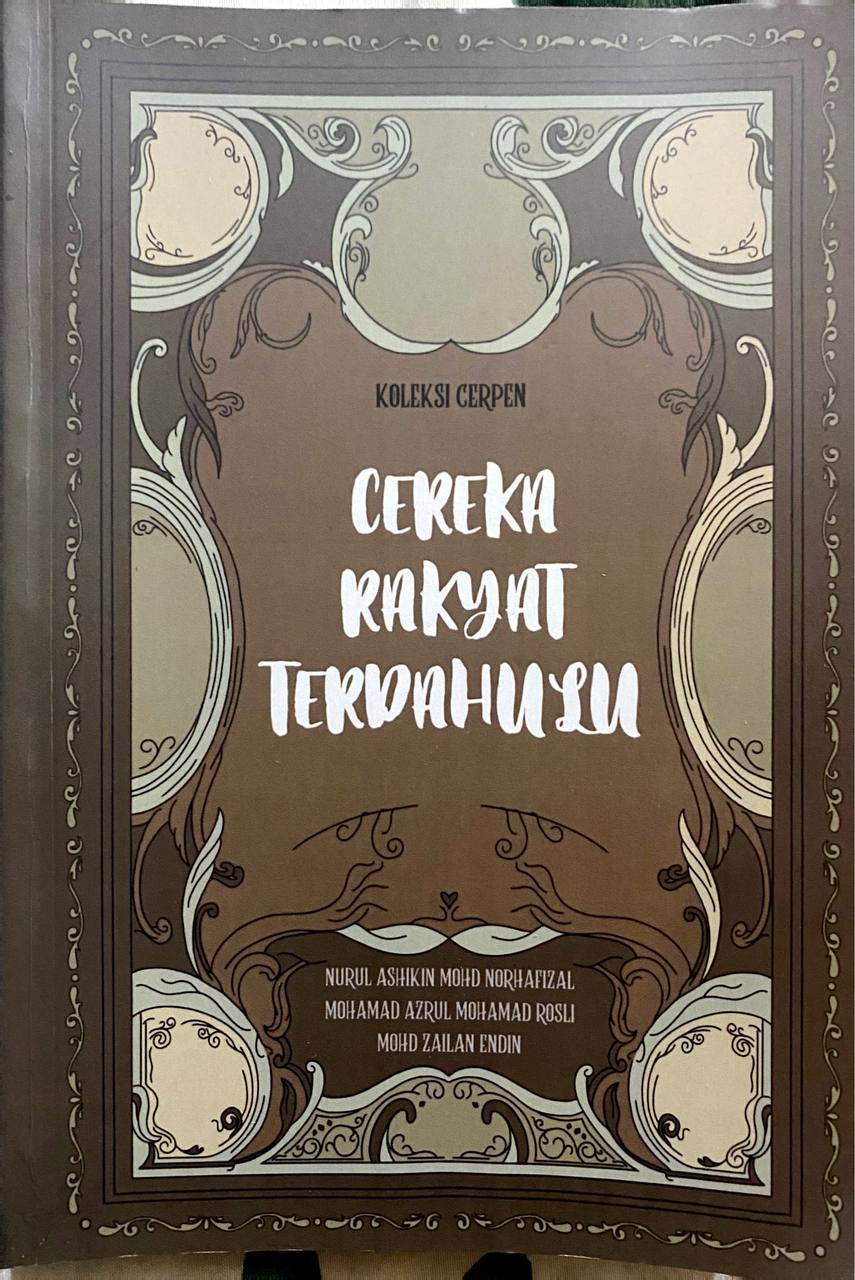 KOLEKSI CERPEN
CEREKA
RAKYAT
TERDAHULU
NURUL ASHIKIN MOHD NORHAFIZAL
MOHAMAD AZRUL MOHAMAD ROSLI
MOHD ZAILAN ENDIN